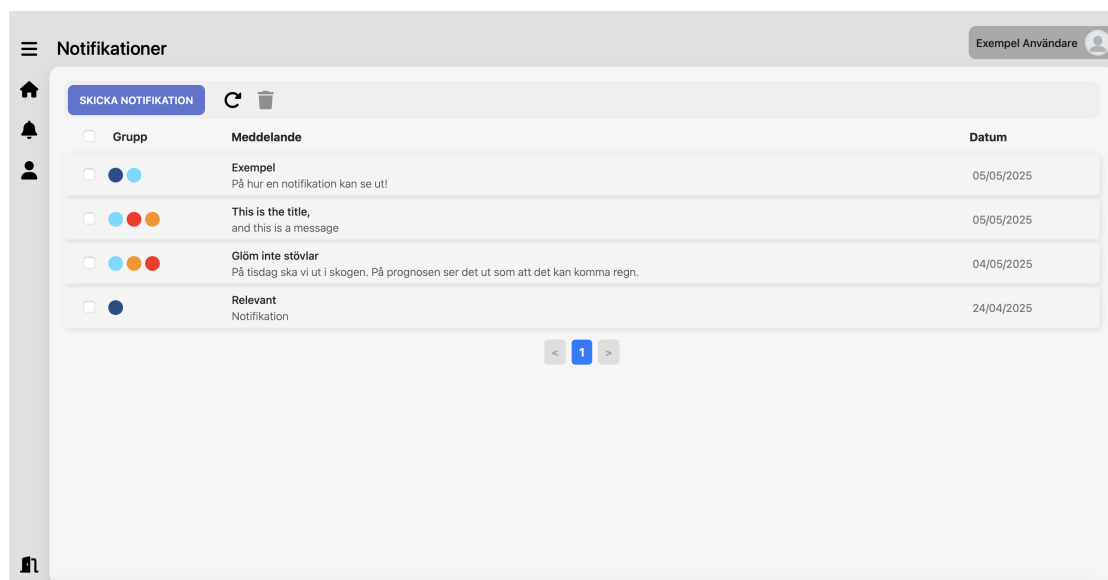 Notifikationer
Exempel Användare
SKICKA NOTIFIKATION
Grupp Meddelande Datum
Exempel
På hur en notifikation kan se ut!
05/05/2025
This is the title,
and this is a message
05/05/2025
Glöm inte stövlar
På tisdag ska vi ut i skogen. På prognosen ser det ut som att det kan komma regn.
04/05/2025
Relevant
Notifikation
24/04/2025
< 1 >